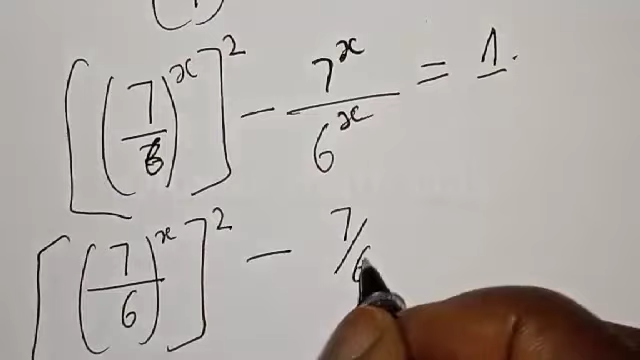 [(7/6)^x]^2 - 7^x/6^x = 1.
[(7/6)^x]^2 - 7/6